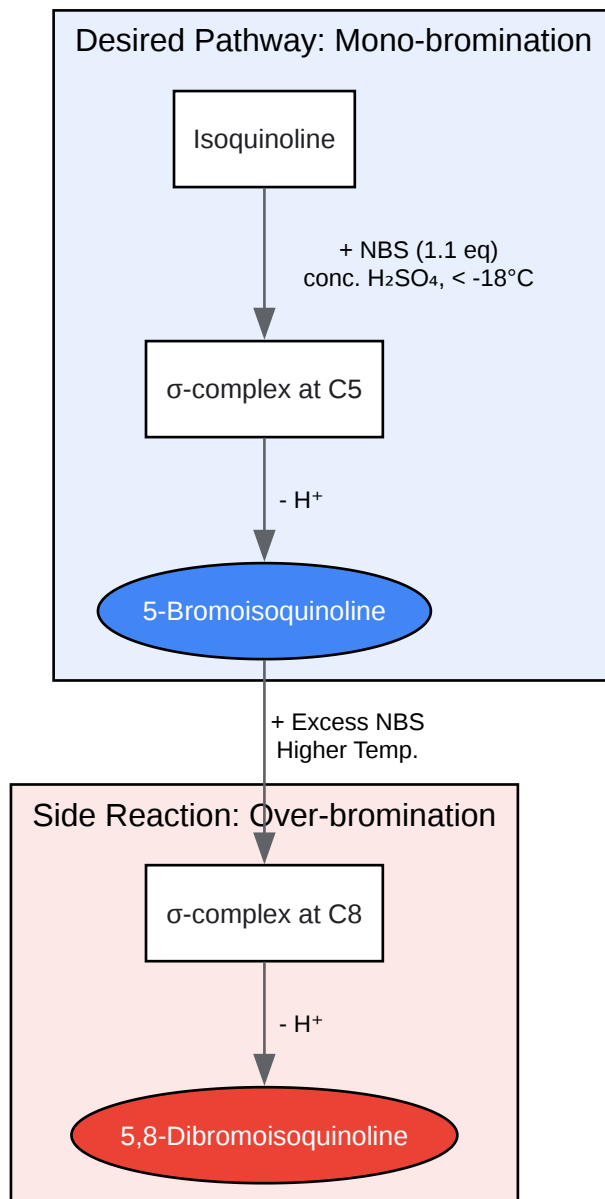 Desired Pathway: Mono-bromination
Isoquinoline
+ NBS (1.1 eq)
conc. H₂SO₄, < -18°C
σ-complex at C5
- H⁺
5-Bromoisoquinoline
+ Excess NBS
Higher Temp.
Side Reaction: Over-bromination
σ-complex at C8
- H⁺
5,8-Dibromoisoquinoline